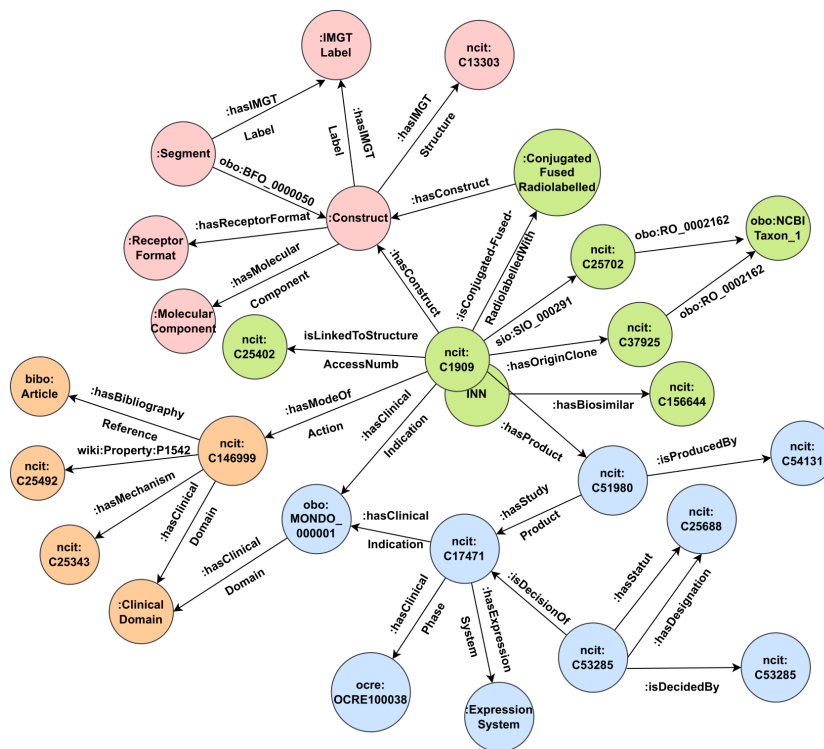 :IMGT
Label
ncit:
C13303
:hasIMGT
Label
:hasIMGT
Label
:hasIMGT
Structure
:Segment
obo:BFO_0000050
:Conjugated
Fused
Radiolabelled
:hasConstruct
:Construct
:hasReceptorFormat
:Receptor
Format
:hasMolecular
Component
:Molecular
Component
:hasConstruct
:isConjugated-Fused-
RadiolabelledWith
ncit:
C25702
obo:RO_0002162
obo:NCBI
Taxon_1
sio:SIO_000291
obo:RO_0002162
ncit:
C25402
isLinkedToStructure
AccessNumb
ncit:
C1909
:hasOriginClone
ncit:
C37925
INN
:hasBiosimilar
ncit:
C156644
bibo:
Article
:hasBibliography
Reference
:hasModeOf
Action
:hasClinical
Indication
:hasProduct
ncit:
C25492
wiki:Property:P1542
ncit:
C146999
:hasMechanism
ncit:
C25343
:hasClinical
Domain
:Clinical
Domain
obo:
MONDO_
000001
:hasClinical
Domain
:hasClinical
Indication
ncit:
C17471
:hasStudy
Product
ncit:
C51980
:isProducedBy
ncit:
C54131
ncit:
C25688
:hasStatut
:hasDesignation
:isDecisionOf
ncit:
C53285
:isDecidedBy
ncit:
C53285
:hasClinical
Phase
:hasExpression
System
ocre:
OCRE100038
:Expression
System